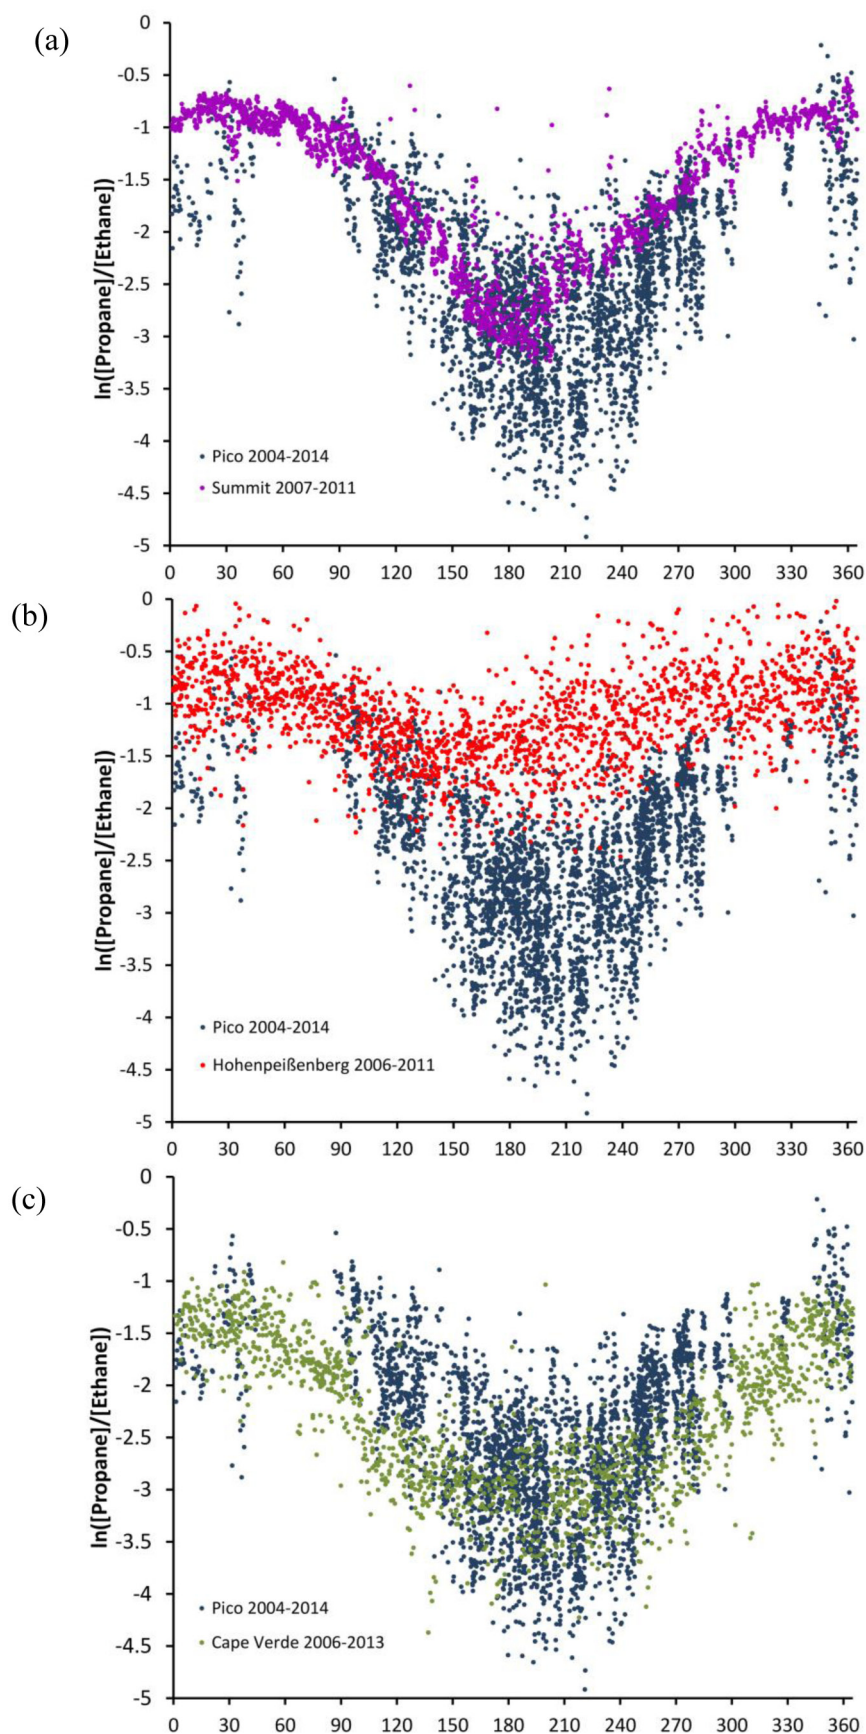 (a)
0
-0.5
-1
-1.5
-2
-2.5
-3
-3.5
-4
-4.5
-5
ln([Propane]/[Ethane])
Pico 2004-2014
Summit 2007-2011
0 30 60 90 120 150 180 210 240 270 300 330 360
(b)
0
-0.5
-1
-1.5
-2
-2.5
-3
-3.5
-4
-4.5
-5
ln([Propane]/[Ethane])
Pico 2004-2014
Hohenpeißenberg 2006-2011
0 30 60 90 120 150 180 210 240 270 300 330 360
(c)
0
-0.5
-1
-1.5
-2
-2.5
-3
-3.5
-4
-4.5
-5
ln([Propane]/[Ethane])
Pico 2004-2014
Cape Verde 2006-2013
0 30 60 90 120 150 180 210 240 270 300 330 360